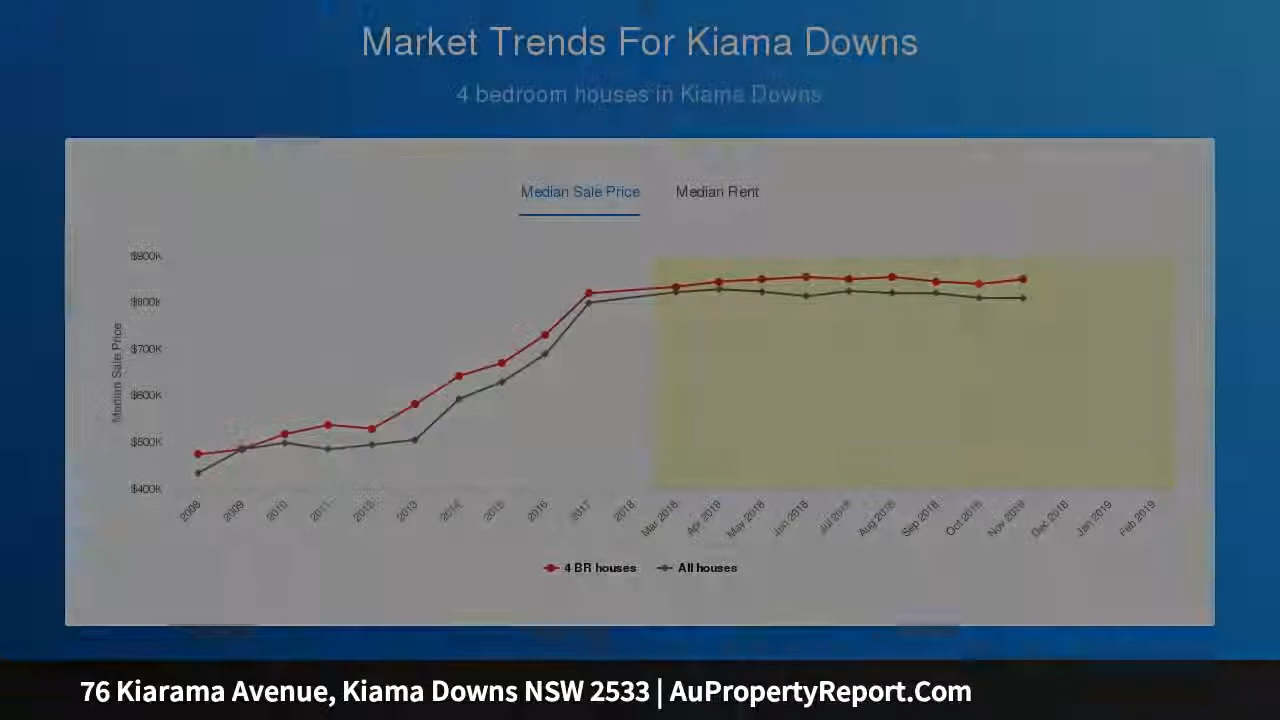 Market Trends For Kiama Downs
4 bedroom houses in Kiama Downs
Median Sale Price Median Rent
Median Sale Price
$900K
$800K
$700K
$600K
$500K
$400K
2008 2009 2010 2011 2012 2013 2014 2015 2016 2017 2018 Mar 2018 Apr 2018 May 2018 Jun 2018 Jul 2018 Aug 2018 Sep 2018 Oct 2018 Nov 2018 Dec 2018 Jan 2019 Feb 2019
4 BR houses All houses
76 Kiarama Avenue, Kiama Downs NSW 2533 | AuPropertyReport.Com